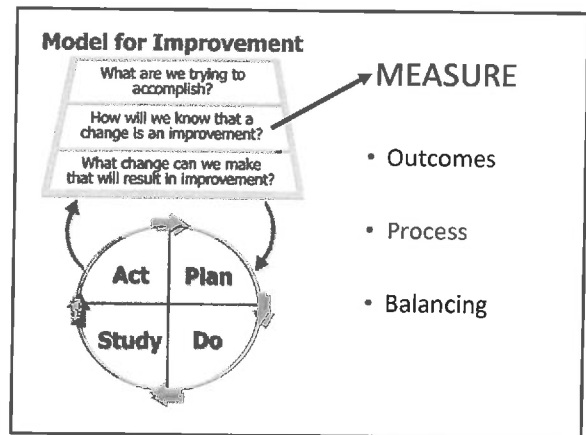 Model for Improvement
What are we trying to
accomplish?
How will we know that a
change is an improvement?
What change can we make
that will result in improvement?
Act
Plan
Study
Do
MEASURE
• Outcomes
• Process
• Balancing